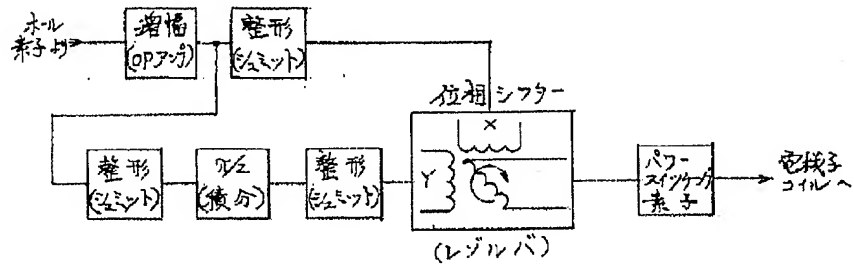 ホール
素子より
増幅
(OPアンプ)
整形
(シュミット)
位相シフター
X
Y
整形
(シュミット)
π/2
(積分)
整形
(シュミット)
(レゾルバ)
パワー
スイッチング
素子
電機子
コイルへ